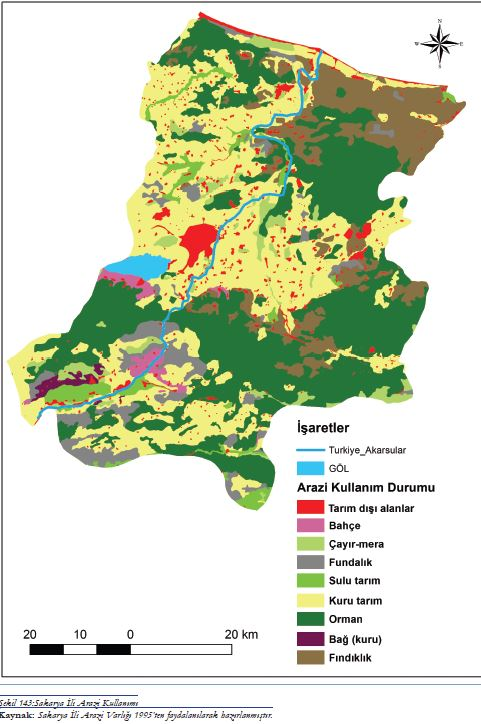 N
W
E
S
İşaretler
Turkiye_Akarsular
GÖL
Arazi Kullanım Durumu
Tarım dışı alanlar
Bahçe
Çayır-mera
Fundalık
Sulu tarım
Kuru tarım
Orman
Bağ (kuru)
Fındıklık
20 10 0 20 km
Şekil 143:Sakarya İli Arazi Kullanımı
Kaynak: Sakarya İli Arazi Varlığı 1995'ten faydalanılarak hazırlanmıştır.